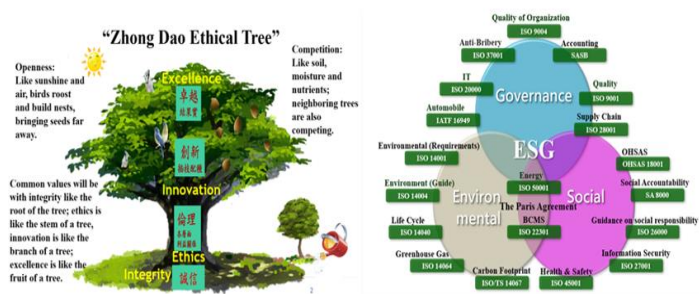 “Zhong Dao Ethical Tree”
Openness:
Like sunshine and
air, birds roost
and build nests,
bringing seeds far
away.
Competition:
Like soil,
moisture and
nutrients;
neighboring trees
are also
competing.
Excellence
卓越
創新
Innovation
Common values will be
with integrity like the
root of the tree; ethics is
like the stem of a tree,
innovation is like the
branch of a tree;
excellence is like the
fruit of a tree.
倫理
Ethics
Integrity
誠信
2
Quality of Organization
ISO 9004
Anti-Bribery
ISO 37001
Accounting
SASB
IT
ISO 20000
Quality
ISO 9001
Governance
Automobile
IATF 16949
Supply Chain
ISO 28001
Environmental (Requirements)
ISO 14001
ESG
OHSAS
OHSAS 18001
Energy
ISO 50001
Environment (Guide)
ISO 14004
Social Accountability
SA 8000
Environ
mental
Social
The Paris Agreement
BCMS
ISO 22301
Life Cycle
ISO 14040
Guidance on social responsibility
ISO 26000
Greenhouse Gas
ISO 14064
Information Security
ISO 27001
Carbon Footprint
ISO/TS 14067
Health & Safety
ISO 45001